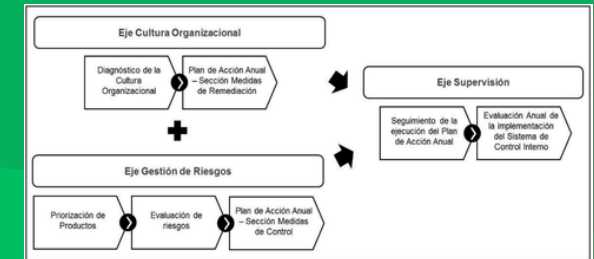 Eje Cultura Organizacional
Diagnóstico de la
Cultura
Organizacional
Plan de Acción Anual
– Sección Medidas
de Remediación
Eje Supervisión
Seguimiento de la
ejecución del Plan
de Acción Anual
Evaluación Anual de
la implementación
del Sistema de
Control Interno
Eje Gestión de Riesgos
Priorización de
Productos
Evaluación de
riesgos
Plan de Acción Anual
– Sección Medidas
de Control